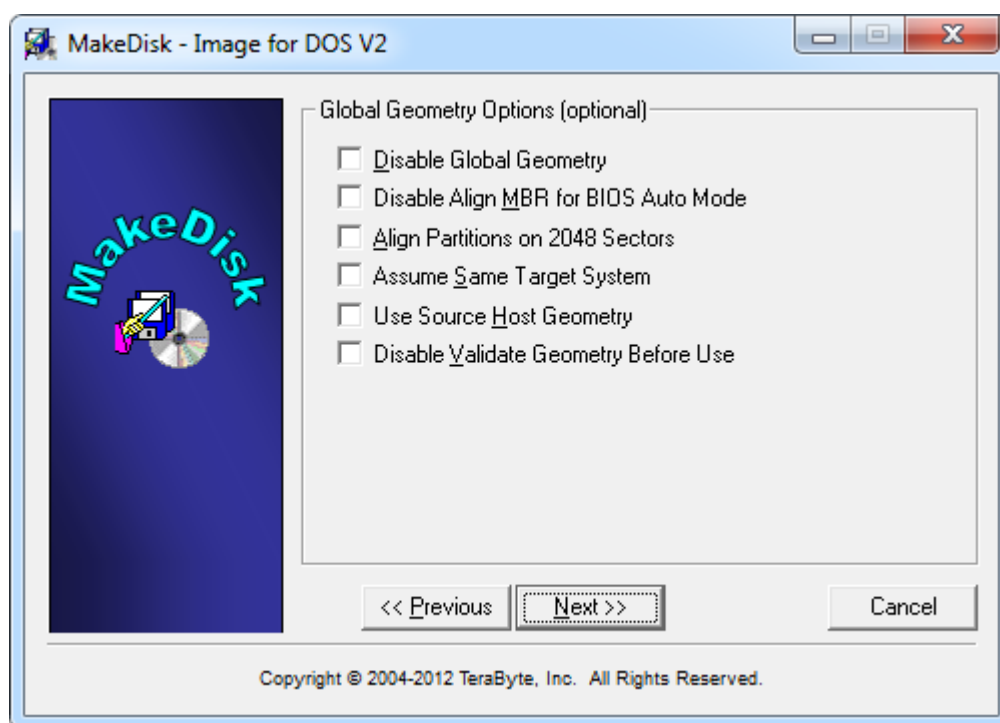 MakeDisk - Image for DOS V2
MakeDisk
Global Geometry Options (optional)
Disable Global Geometry
Disable Align MBR for BIOS Auto Mode
Align Partitions on 2048 Sectors
Assume Same Target System
Use Source Host Geometry
Disable Validate Geometry Before Use
<< Previous
Next >>
Cancel
Copyright © 2004-2012 TeraByte, Inc. All Rights Reserved.